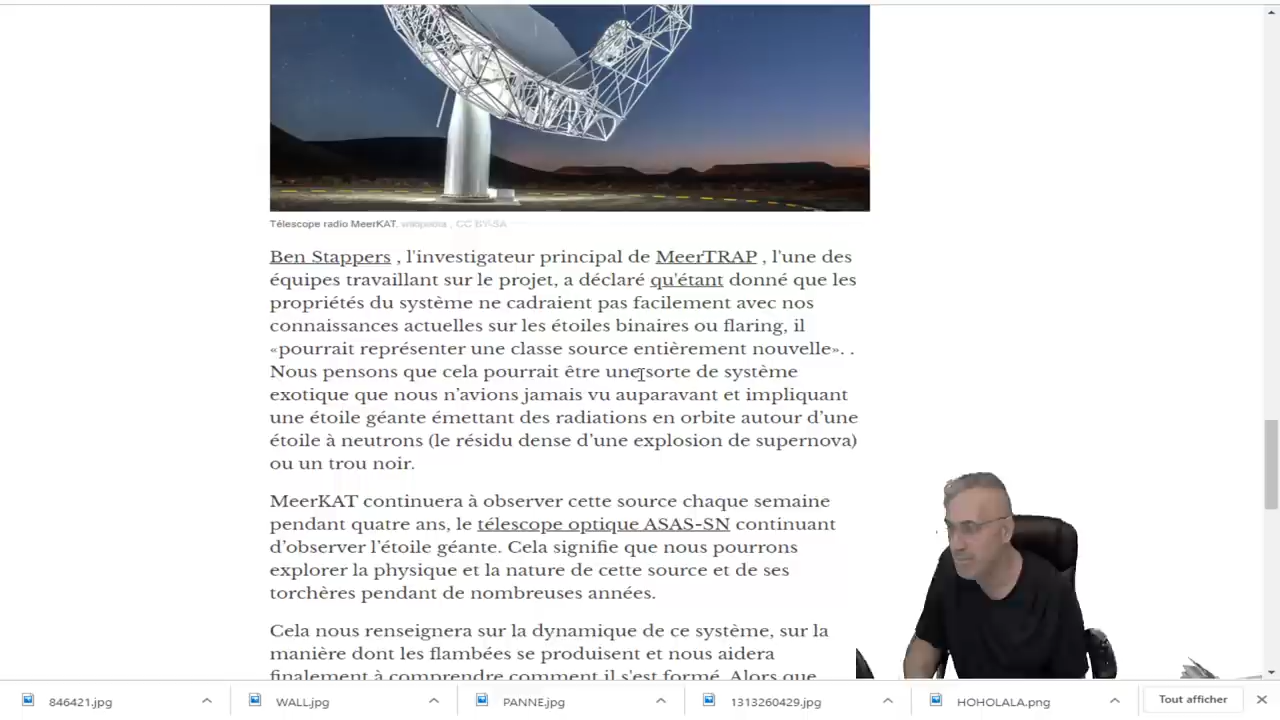 Télescope radio MeerKAT, wikipedia , CC BY-SA
Ben Stappers , l'investigateur principal de MeerTRAP , l'une des
équipes travaillant sur le projet, a déclaré qu'étant donné que les
propriétés du système ne cadraient pas facilement avec nos
connaissances actuelles sur les étoiles binaires ou flaring, il
«pourrait représenter une classe source entièrement nouvelle». .
Nous pensons que cela pourrait être une sorte de système
exotique que nous n’avions jamais vu auparavant et impliquant
une étoile géante émettant des radiations en orbite autour d’une
étoile à neutrons (le résidu dense d’une explosion de supernova)
ou un trou noir.
MeerKAT continuera à observer cette source chaque semaine
pendant quatre ans, le télescope optique ASAS-SN continuant
d’observer l’étoile géante. Cela signifie que nous pourrons
explorer la physique et la nature de cette source et de ses
torchères pendant de nombreuses années.
Cela nous renseignera sur la dynamique de ce système, sur la
manière dont les flambées se produisent et nous aidera
finalement à comprendre comment il s'est formé. Alors que
846421.jpg
WALL.jpg
PANNE.jpg
1313260429.jpg
HOHOLALA.png
Tout afficher